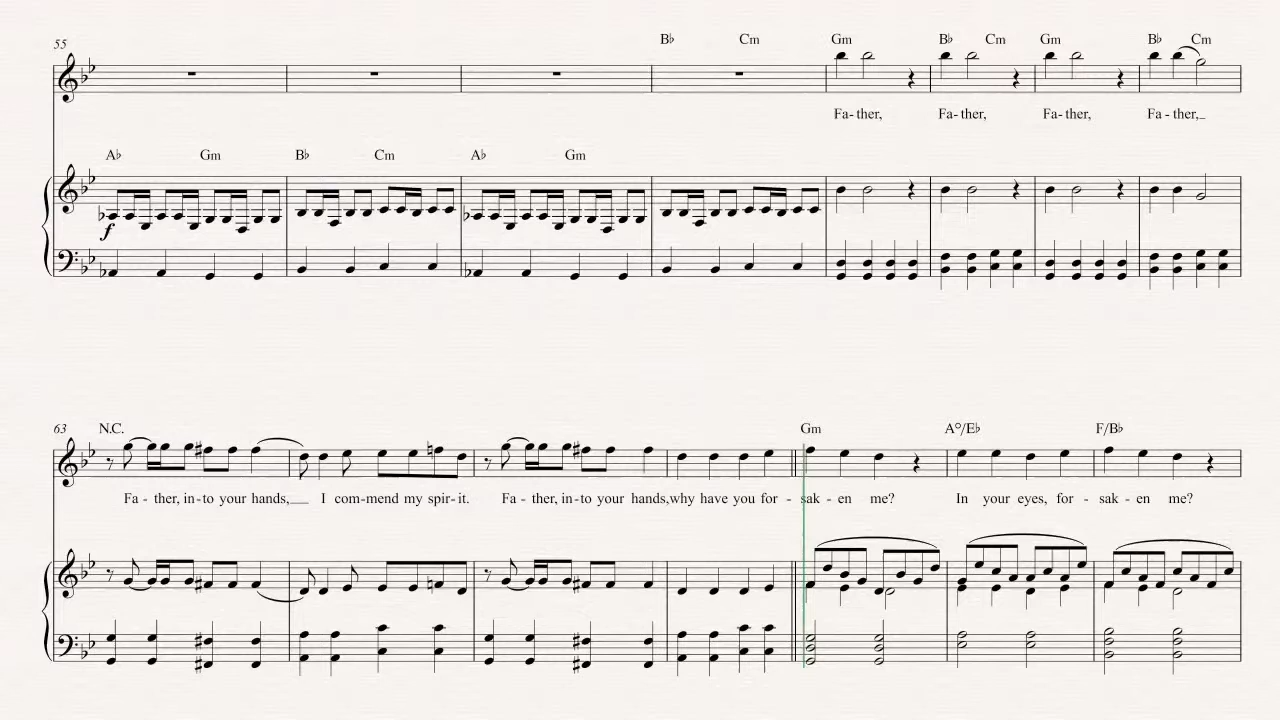 55
B♭ Cm Gm B♭ Cm Gm B♭ Cm
Fa - ther, Fa - ther, Fa - ther, Fa - ther,_
A♭ Gm B♭ Cm A♭ Gm
f
63 N.C. Gm A°/E♭ F/B♭
Fa - ther, in - to your hands,__ I com - mend my spir - it. Fa - ther, in - to your hands, why have you for - sak - en me? In your eyes, for - sak - en me?